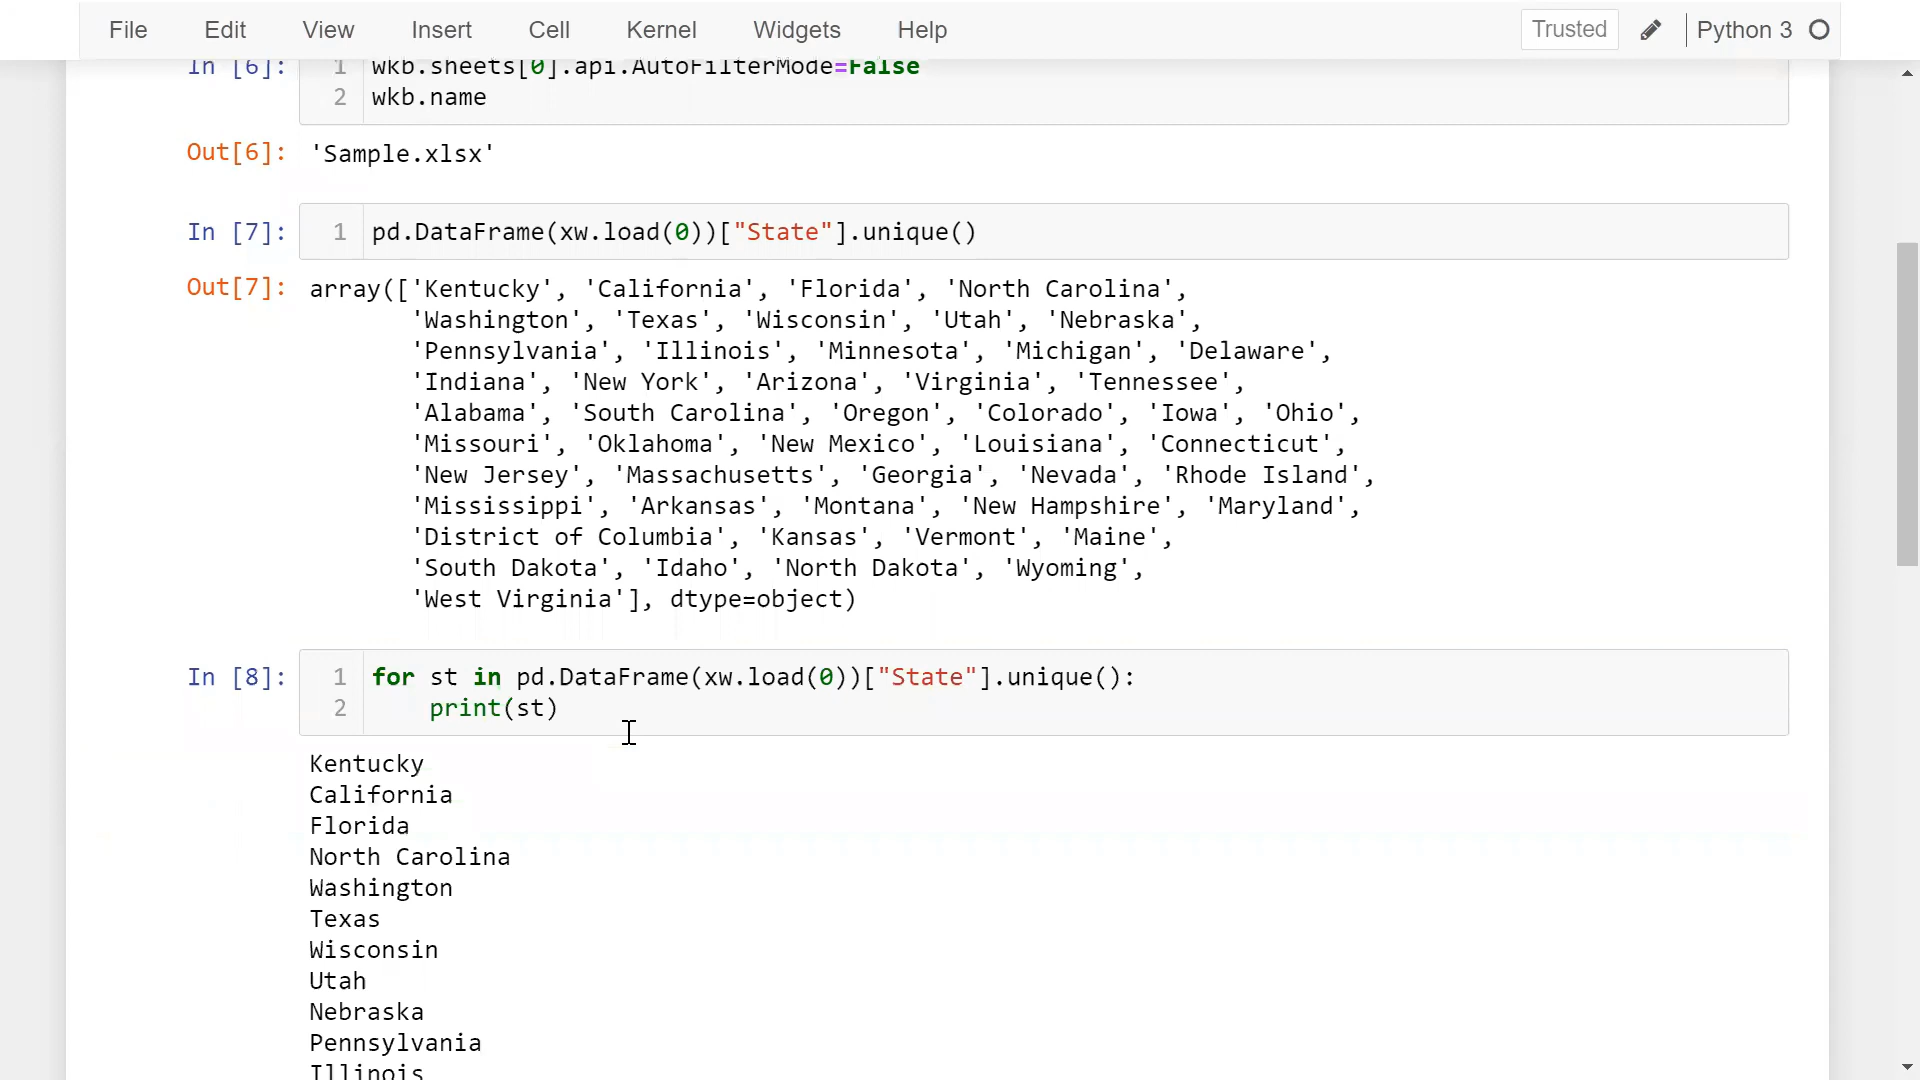 File Edit View Insert Cell Kernel Widgets Help Trusted Python 3
In [6]: 1 wkb.sheets[0].api.AutoFilterMode=False
2 wkb.name
Out[6]: 'Sample.xlsx'
In [7]: 1 pd.DataFrame(xw.load(0))["State"].unique()
Out[7]: array(['Kentucky', 'California', 'Florida', 'North Carolina',
'Washington', 'Texas', 'Wisconsin', 'Utah', 'Nebraska',
'Pennsylvania', 'Illinois', 'Minnesota', 'Michigan', 'Delaware',
'Indiana', 'New York', 'Arizona', 'Virginia', 'Tennessee',
'Alabama', 'South Carolina', 'Oregon', 'Colorado', 'Iowa', 'Ohio',
'Missouri', 'Oklahoma', 'New Mexico', 'Louisiana', 'Connecticut',
'New Jersey', 'Massachusetts', 'Georgia', 'Nevada', 'Rhode Island',
'Mississippi', 'Arkansas', 'Montana', 'New Hampshire', 'Maryland',
'District of Columbia', 'Kansas', 'Vermont', 'Maine',
'South Dakota', 'Idaho', 'North Dakota', 'Wyoming',
'West Virginia'], dtype=object)
In [8]: 1 for st in pd.DataFrame(xw.load(0))["State"].unique():
2 print(st)
Kentucky
California
Florida
North Carolina
Washington
Texas
Wisconsin
Utah
Nebraska
Pennsylvania
Illinois